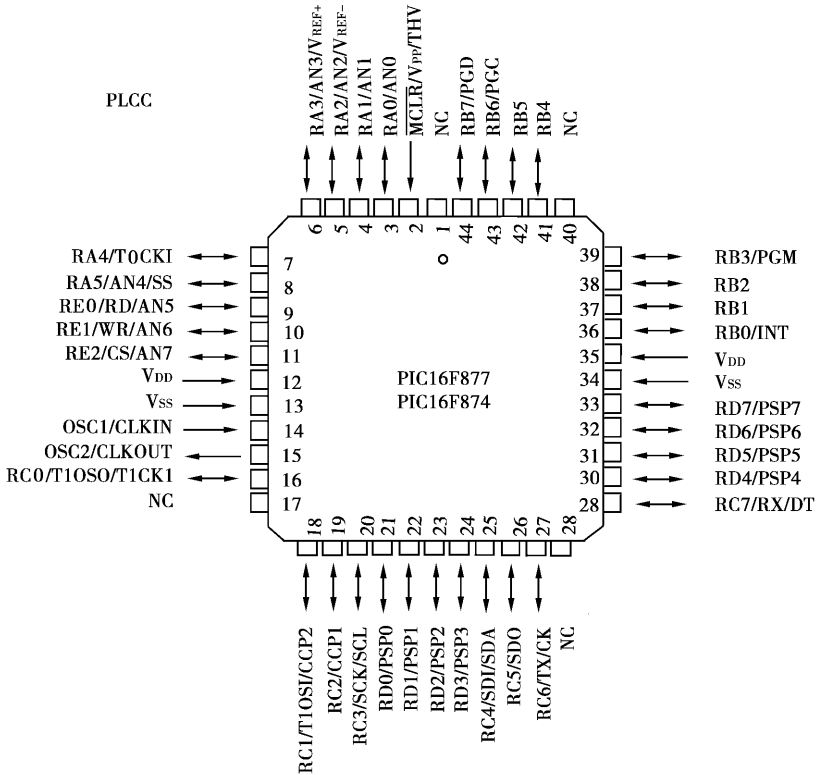 PLCC
RA3/AN3/VREF+
RA2/AN2/VREF−
RA1/AN1
RA0/AN0
MCLR/VPP/THV
NC
RB7/PGD
RB6/PGC
RB5
RB4
NC
6 5 4 3 2 1 44 43 42 41 40
RA4/T0CKI 7
RA5/AN4/SS 8
RE0/RD/AN5 9
RE1/WR/AN6 10
RE2/CS/AN7 11
VDD 12
VSS 13
OSC1/CLKIN 14
OSC2/CLKOUT 15
RC0/T1OSO/T1CK1 16
NC 17
PIC16F877
PIC16F874
39 RB3/PGM
38 RB2
37 RB1
36 RB0/INT
35 VDD
34 VSS
33 RD7/PSP7
32 RD6/PSP6
31 RD5/PSP5
30 RD4/PSP4
28 RC7/RX/DT
18 19 20 21 22 23 24 25 26 27 28
RC1/T1OSI/CCP2
RC2/CCP1
RC3/SCK/SCL
RD0/PSP0
RD1/PSP1
RD2/PSP2
RD3/PSP3
RC4/SDI/SDA
RC5/SDO
RC6/TX/CK
NC